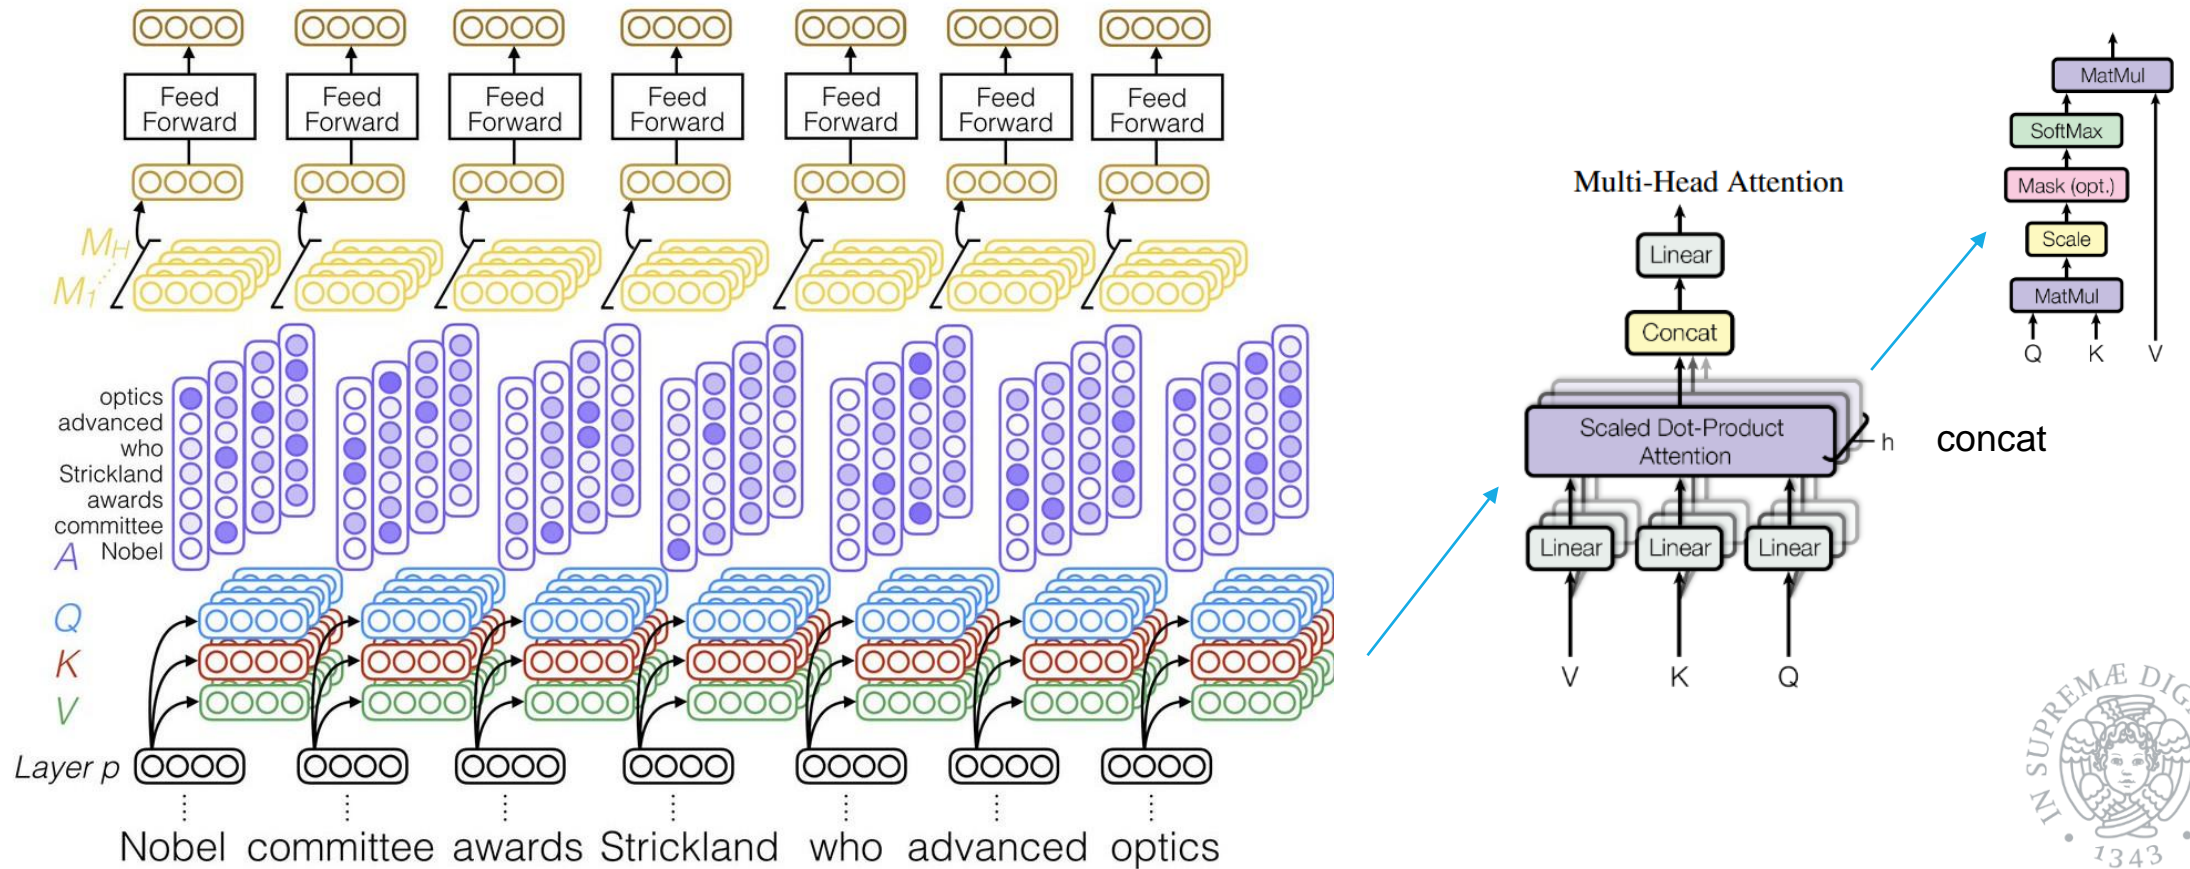 Feed Forward
Feed Forward
Feed Forward
Feed Forward
Feed Forward
Feed Forward
Feed Forward
MH
M1
optics
advanced
who
Strickland
awards
committee
Nobel
A
Q
K
V
Layer p
Nobel committee awards Strickland who advanced optics
Multi-Head Attention
Linear
Concat
Scaled Dot-Product
Attention
h
concat
Linear Linear Linear
V K Q
MatMul
SoftMax
Mask (opt.)
Scale
MatMul
Q K V
IN SUPREMÆ DIG
1343